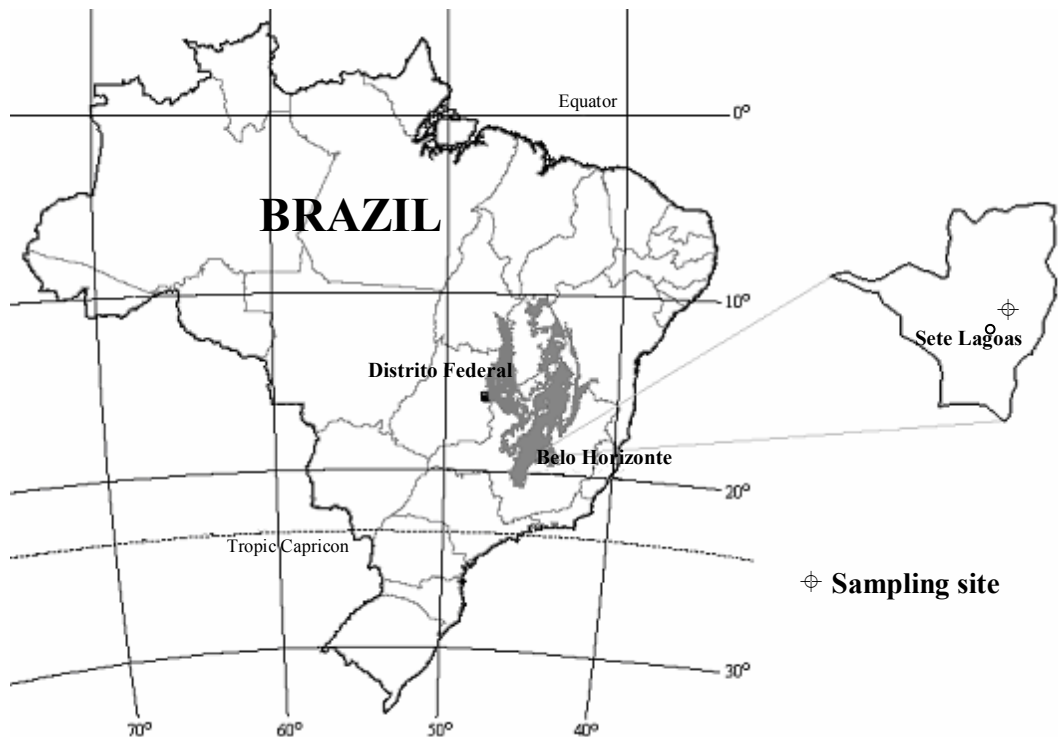 Equator
0°
BRAZIL
10°
Sete Lagoas
Distrito Federal
Belo Horizonte
20°
Tropic Capricon
Sampling site
30°
70°
60°
50°
40°